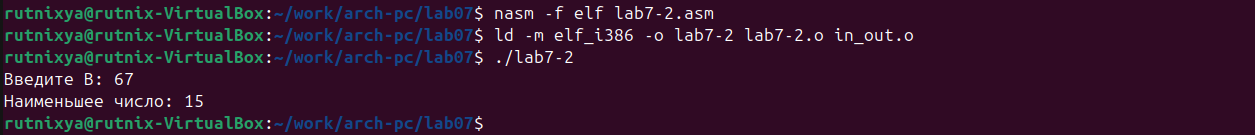 rutnixya@rutnix-VirtualBox:~/work/arch-pc/lab07$ nasm -f elf lab7-2.asm
rutnixya@rutnix-VirtualBox:~/work/arch-pc/lab07$ ld -m elf_i386 -o lab7-2 lab7-2.o in_out.o
rutnixya@rutnix-VirtualBox:~/work/arch-pc/lab07$ ./lab7-2
Введите B: 67
Наименьшее число: 15
rutnixya@rutnix-VirtualBox:~/work/arch-pc/lab07$